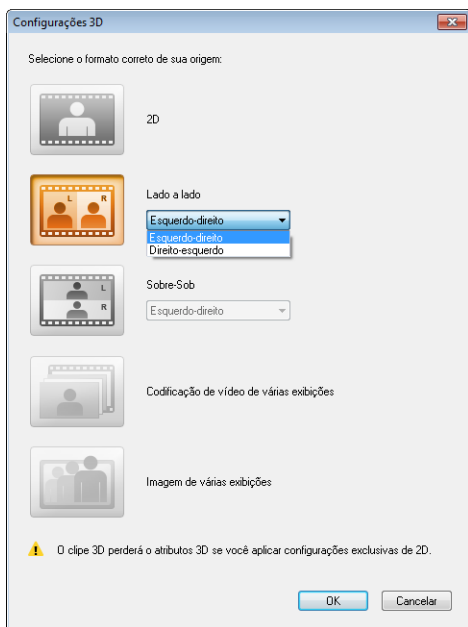 Configurações 3D
Selecione o formato correto de sua origem:
2D
L R
Lado a lado
Esquerdo-direito
Esquerdo-direito
Direito-esquerdo
L
R
Sobre-Sob
Esquerdo-direito
Codificação de vídeo de várias exibições
Imagem de várias exibições
O clipe 3D perderá o atributos 3D se você aplicar configurações exclusivas de 2D.
OK Cancelar